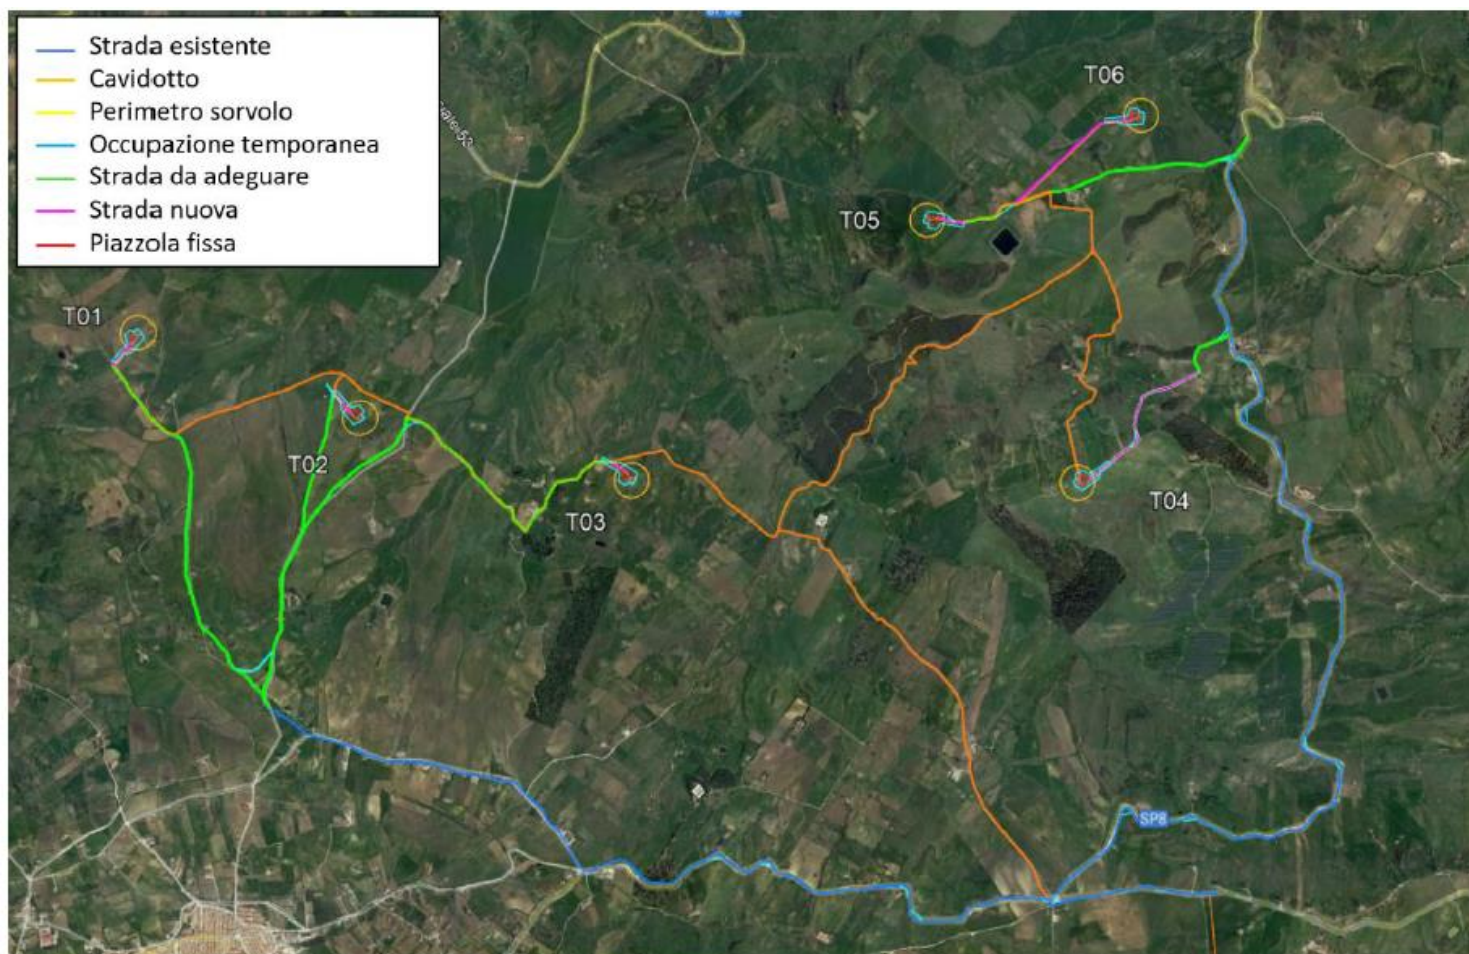 Strada esistente
Cavidotto
Perimetro sorvolo
Occupazione temporanea
Strada da adeguare
Strada nuova
Piazzola fissa
T06
T05
T01
T02
T03
T04
SP8